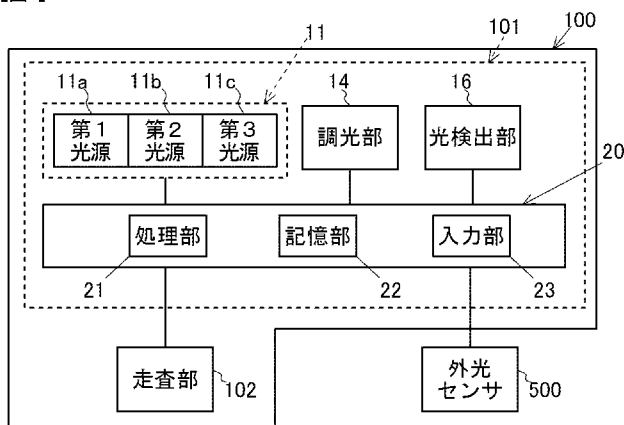 11
101
100
11a
11b
11c
14
16
第1
光源
第2
光源
第3
光源
調光部
光検出部
20
処理部
記憶部
入力部
21
22
23
走査部
102
外光
センサ
500